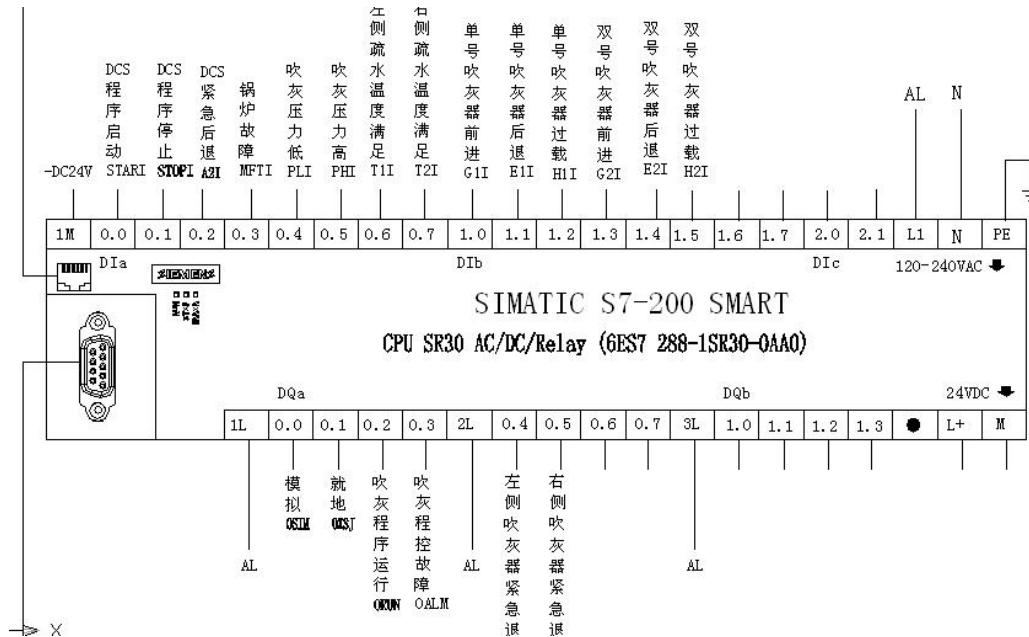 DCS程序启动 STARI
DCS程序停止 STOPI
DCS紧急后退 A2I
锅炉故障 MFTI
吹灰压力低 PLI
吹灰压力高 PHI
左侧疏水温度满足 T1I
右侧疏水温度满足 T2I
单号吹灰器前进 G1I
单号吹灰器后退 E1I
单号吹灰器过载 H1I
双号吹灰器前进 G2I
双号吹灰器后退 E2I
双号吹灰器过载 H2I
AL N
-DC24V
1M 0.0 0.1 0.2 0.3 0.4 0.5 0.6 0.7 1.0 1.1 1.2 1.3 1.4 1.5 1.6 1.7 2.0 2.1 L1 N PE
DIa DIb DIc 120-240VAC
SIEMENS
SIMATIC S7-200 SMART
CPU SR30 AC/DC/Relay (6ES7 288-1SR30-0AA0)
DQa DQb 24VDC
1L 0.0 0.1 0.2 0.3 2L 0.4 0.5 0.6 0.7 3L 1.0 1.1 1.2 1.3 L+ M
AL
模拟 OSIM
就地
吹灰程序运行 ORUN
吹灰程控故障 OALM
AL
左侧吹灰器紧急退
右侧吹灰器紧急退
AL
X